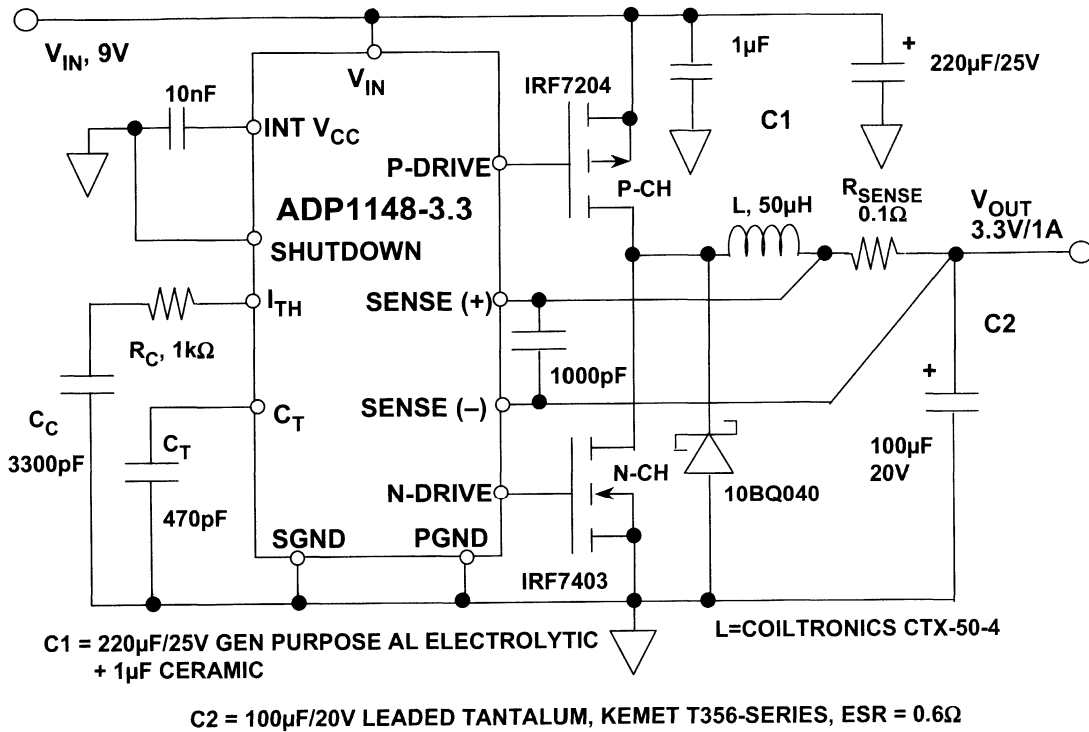 V_IN, 9V
10nF
V_IN
INT V_CC
P-DRIVE
ADP1148-3.3
SHUTDOWN
I_TH
SENSE (+)
R_C, 1kΩ
1000pF
C_C
3300pF
C_T
C_T
SENSE (–)
470pF
N-DRIVE
SGND
PGND
IRF7204
P-CH
1µF
+
220µF/25V
C1
L, 50µH
R_SENSE
0.1Ω
V_OUT
3.3V/1A
C2
+
100µF
20V
N-CH
10BQ040
IRF7403
L=COILTRONICS CTX-50-4
C1 = 220µF/25V GEN PURPOSE AL ELECTROLYTIC
+ 1µF CERAMIC
C2 = 100µF/20V LEADED TANTALUM, KEMET T356-SERIES, ESR = 0.6Ω